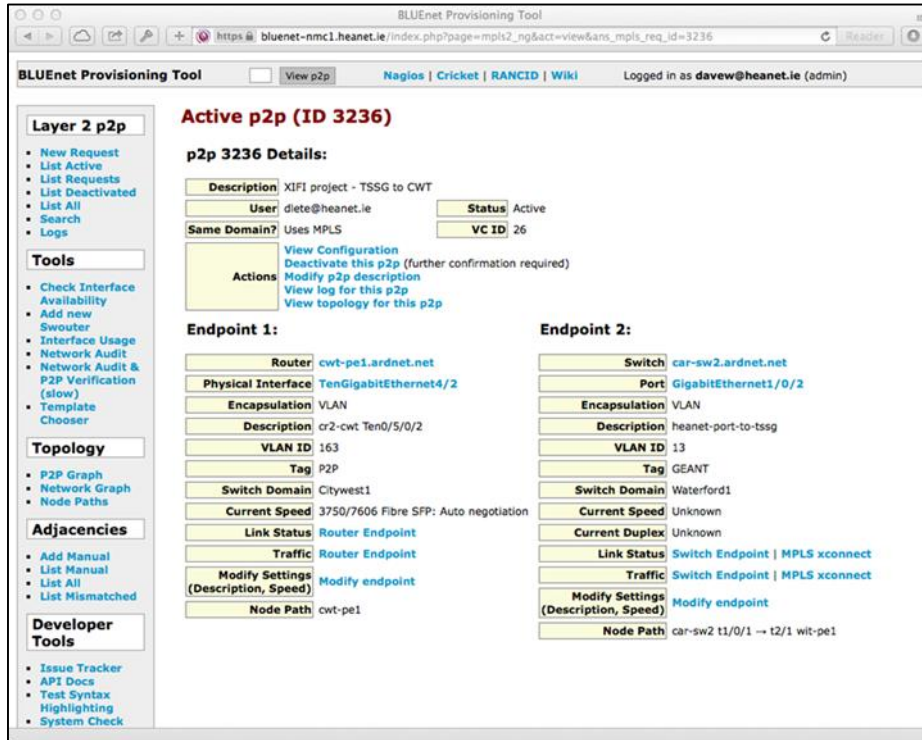 BLUEnet Provisioning Tool
https bluenet-nmc1.heanet.ie/index.php?page=mpls2_ng&act=view&ans_mpls_req_id=3236
Reader
BLUEnet Provisioning Tool
View p2p
Nagios | Cricket | RANCID | Wiki
Logged in as davew@heanet.ie (admin)
Layer 2 p2p
New Request
List Active
List Requests
List Deactivated
List All
Search
Logs
Tools
Check Interface
Availability
Add new
Swouter
Interface Usage
Network Audit
Network Audit &
P2P Verification
(slow)
Template
Chooser
Topology
P2P Graph
Network Graph
Node Paths
Adjacencies
Add Manual
List Manual
List All
List Mismatched
Developer
Tools
Issue Tracker
API Docs
Test Syntax
Highlighting
System Check
Active p2p (ID 3236)
p2p 3236 Details:
Description XIFI project - TSSG to CWT
User dlete@heanet.ie Status Active
Same Domain? Uses MPLS VC ID 26
Actions
View Configuration
Deactivate this p2p (further confirmation required)
Modify p2p description
View log for this p2p
View topology for this p2p
Endpoint 1:
Router cwt-pe1.ardnet.net
Physical Interface TenGigabitEthernet4/2
Encapsulation VLAN
Description cr2-cwt Ten0/5/0/2
VLAN ID 163
Tag P2P
Switch Domain Citywest1
Current Speed 3750/7606 Fibre SFP: Auto negotiation
Link Status Router Endpoint
Traffic Router Endpoint
Modify Settings
(Description, Speed) Modify endpoint
Node Path cwt-pe1
Endpoint 2:
Switch car-sw2.ardnet.net
Port GigabitEthernet1/0/2
Encapsulation VLAN
Description heanet-port-to-tssg
VLAN ID 13
Tag GEANT
Switch Domain Waterford1
Current Speed Unknown
Current Duplex Unknown
Link Status Switch Endpoint | MPLS xconnect
Traffic Switch Endpoint | MPLS xconnect
Modify Settings
(Description, Speed) Modify endpoint
Node Path car-sw2 t1/0/1 → t2/1 wit-pe1